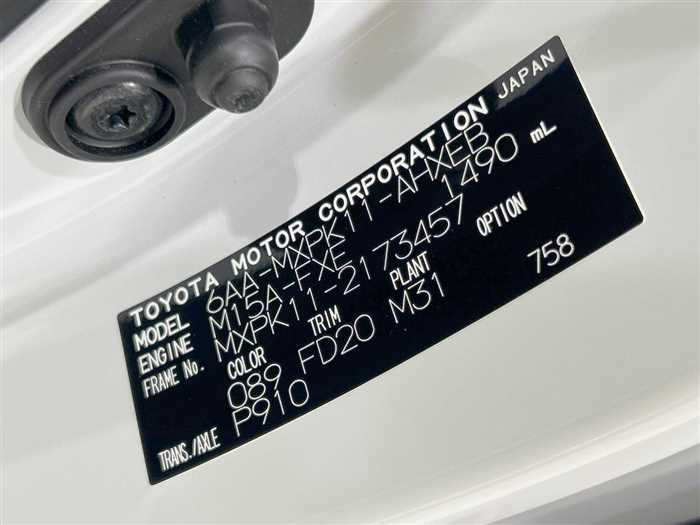 TOYOTA MOTOR CORPORATION JAPAN
MODEL 6AA-MXPK11-AHXEB
ENGINE M15A-FXE 1490 mL
FRAME No. MXPK11-2173457
COLOR TRIM PLANT OPTION
089 FD20 M31 758
TRANS./AXLE P910